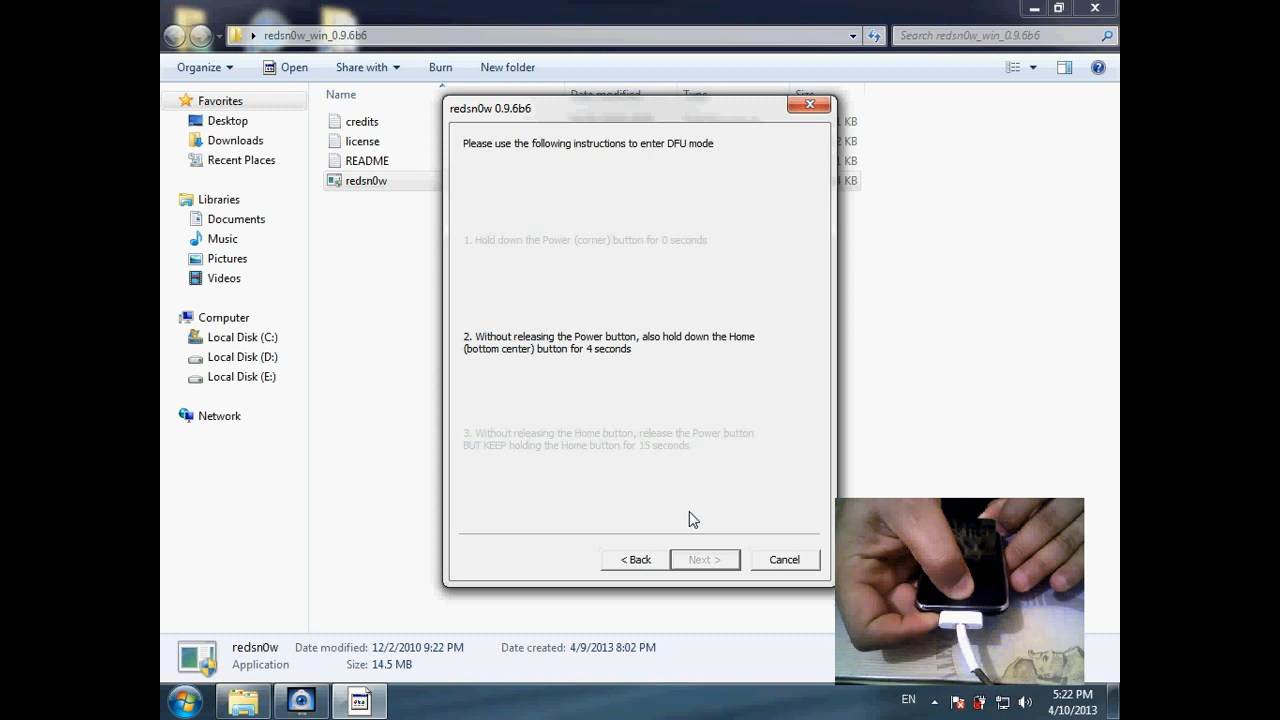 redsn0w_win_0.9.6b6
Search redsn0w_win_0.9.6b6
Organize
Open
Share with
Burn
New folder
Favorites
Desktop
Downloads
Recent Places
Libraries
Documents
Music
Pictures
Videos
Computer
Local Disk (C:)
Local Disk (D:)
Local Disk (E:)
Network
Name
Date modified
Type
Size
credits
license
README
redsn0w
KB
KB
KB
KB
redsn0w 0.9.6b6
Please use the following instructions to enter DFU mode
1. Hold down the Power (corner) button for 0 seconds
2. Without releasing the Power button, also hold down the Home
(bottom center) button for 4 seconds
3. Without releasing the Home button, release the Power button
BUT KEEP holding the Home button for 15 seconds.
< Back
Next >
Cancel
redsn0w
Date modified: 12/2/2010 9:22 PM
Date created: 4/9/2013 8:02 PM
Application
Size: 14.5 MB
EN
5:22 PM
4/10/2013